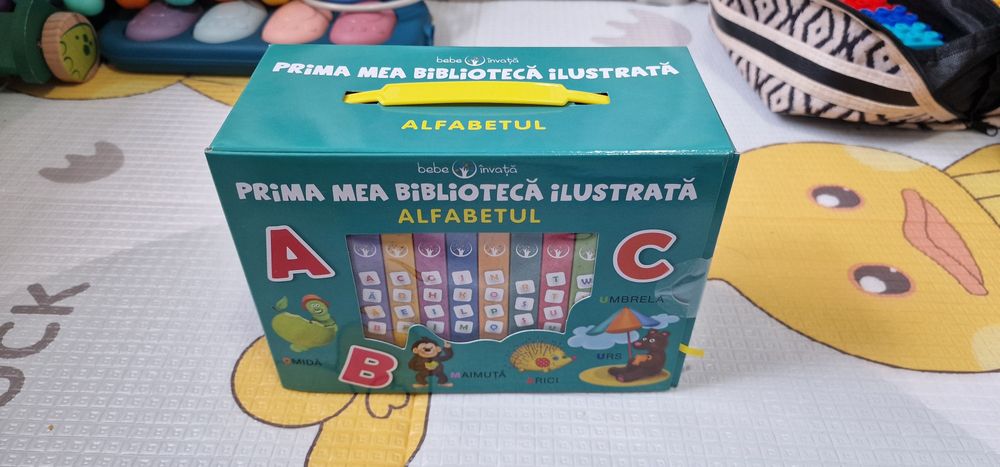 bebe învață
PRIMA MEA BIBLIOTECĂ ILUSTRATĂ
ALFABETUL
bebe învață
PRIMA MEA BIBLIOTECĂ ILUSTRATĂ
ALFABETUL
A
C
A C C I N R T W
UMBRELĂ
OMIDĂ
B
MAIMUȚĂ
ARICI
URS
OCK